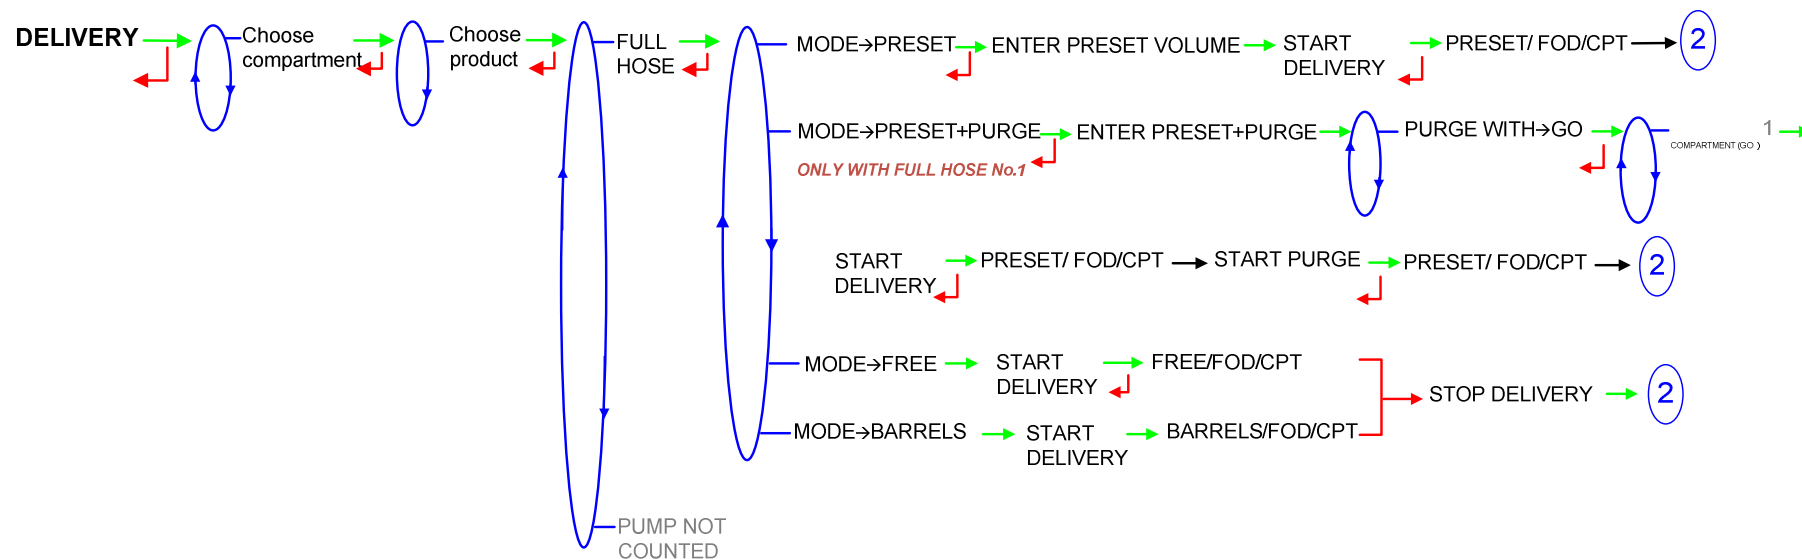 DELIVERY
Choose
compartment
Choose
product
FULL
HOSE
MODE→PRESET
ENTER PRESET VOLUME
START
DELIVERY
PRESET/ FOD/CPT
2
MODE→PRESET+PURGE
ONLY WITH FULL HOSE No.1
ENTER PRESET+PURGE
PURGE WITH→GO
COMPARTMENT (GO )
1
START
DELIVERY
PRESET/ FOD/CPT
START PURGE
PRESET/ FOD/CPT
2
MODE→FREE
START
DELIVERY
FREE/FOD/CPT
STOP DELIVERY
2
MODE→BARRELS
START
DELIVERY
BARRELS/FOD/CPT
PUMP NOT
COUNTED